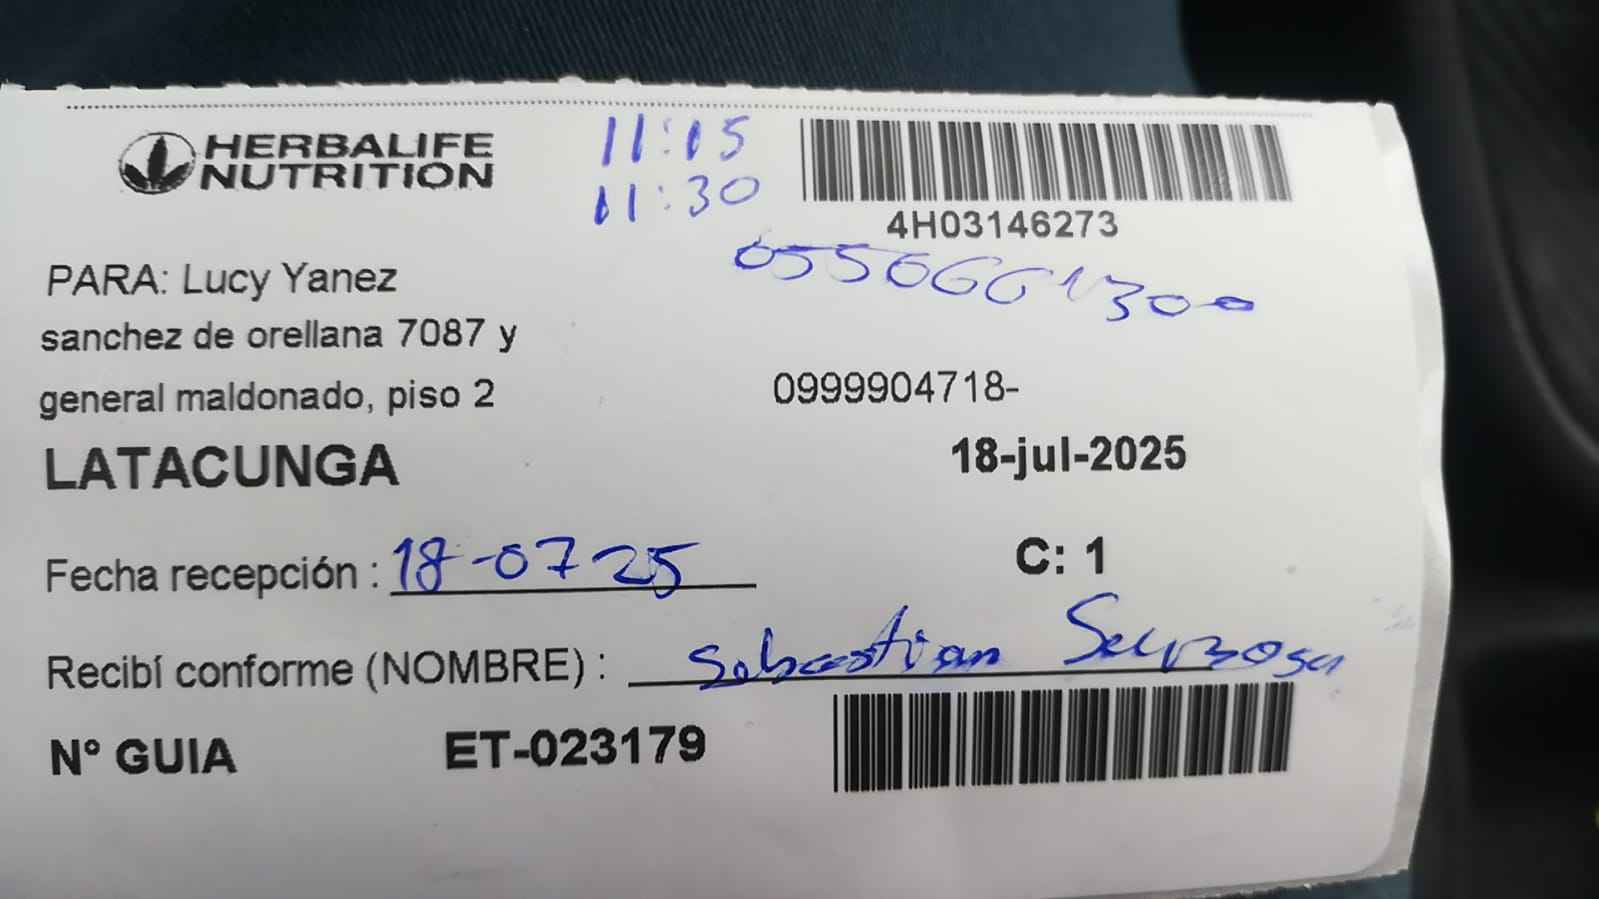 HERBALIFE
NUTRITION
11:15
11:30
4H03146273
PARA: Lucy Yanez
sanchez de orellana 7087 y
general maldonado, piso 2
0999904718-
LATACUNGA
18-jul-2025
Fecha recepción : 18-07-25
C: 1
Recibí conforme (NOMBRE) : Sebastian
Nº GUIA ET-023179